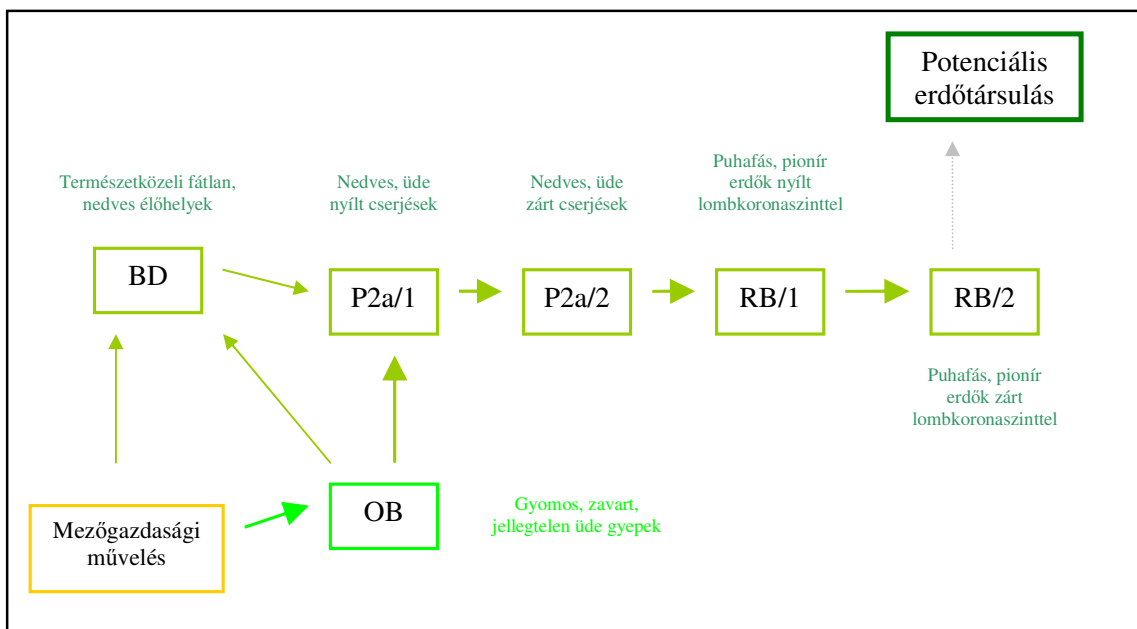 Potenciális
erdőtársulás
Természetközeli fátlan,
nedves élőhelyek
Nedves, üde
nyílt cserjések
Nedves, üde
zárt cserjések
Puhafás, pionír
erdők nyílt
lombkoronaszinttel
BD
P2a/1
P2a/2
RB/1
RB/2
Puhafás, pionír
erdők zárt
lombkoronaszinttel
Mezőgazdasági
művelés
OB
Gyomos, zavart,
jellegtelen üde gyepek